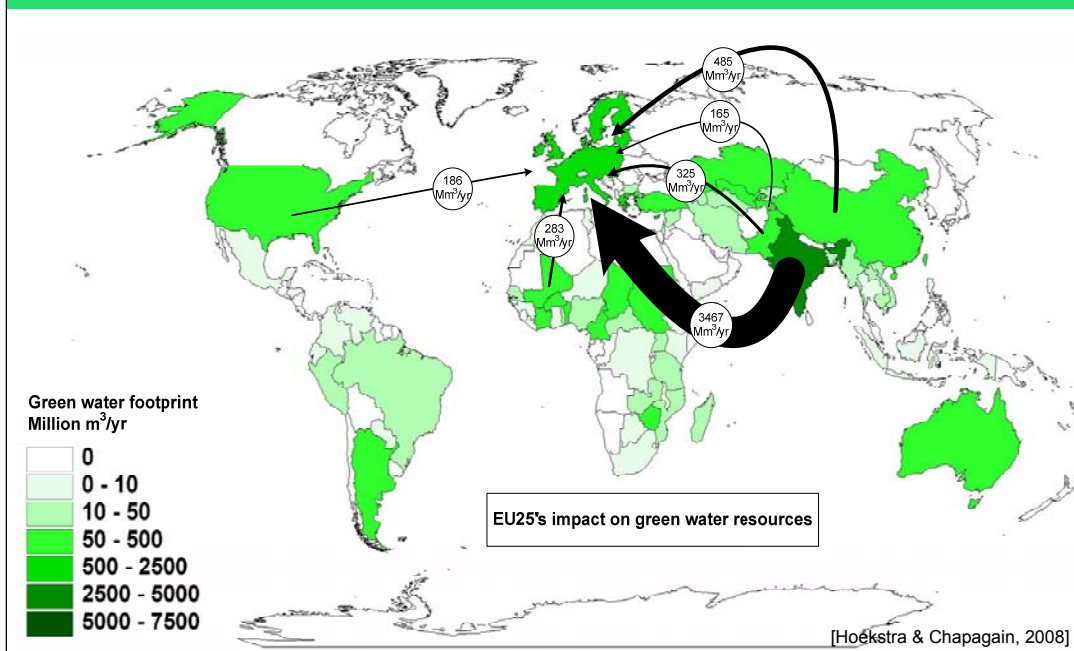 485
Mm³/yr
165
Mm³/yr
186
Mm³/yr
325
Mm³/yr
283
Mm³/yr
3467
Mm³/yr
Green water footprint
Million m³/yr
0
0 - 10
10 - 50
50 - 500
500 - 2500
2500 - 5000
5000 - 7500
EU25's impact on green water resources
[Hoekstra & Chapagain, 2008]